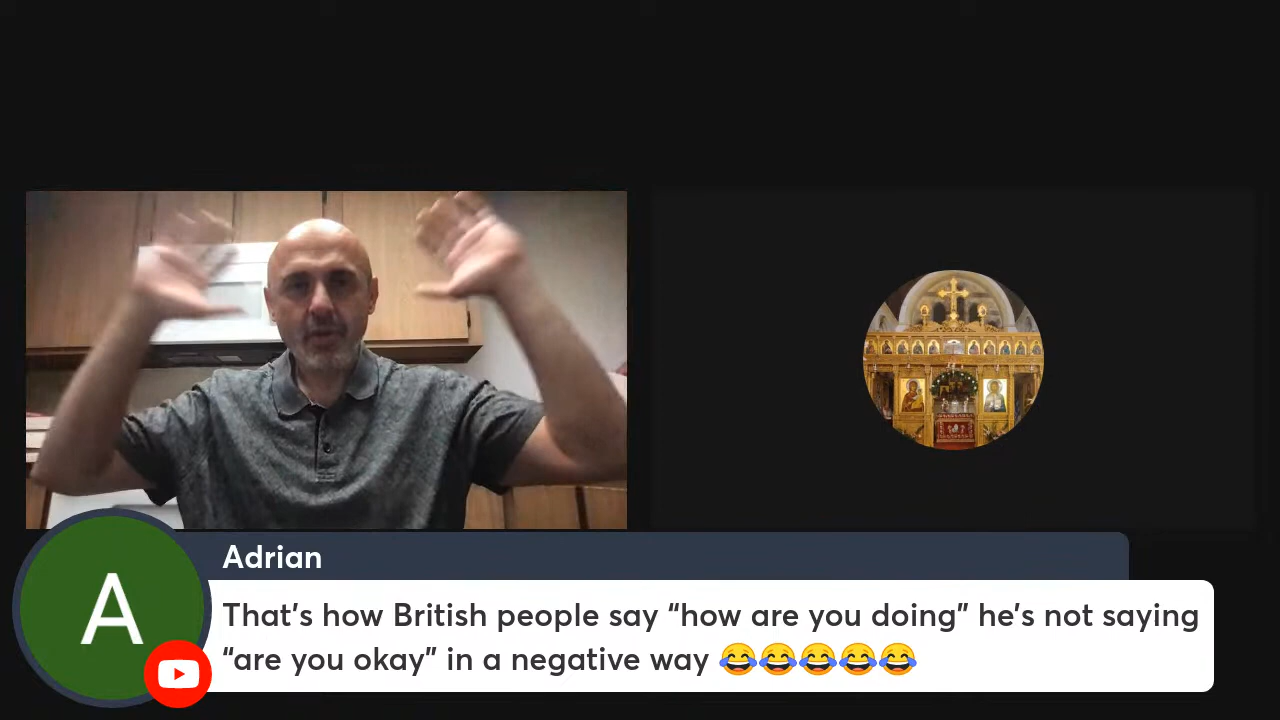 Adrian
A
That's how British people say “how are you doing” he's not saying
“are you okay” in a negative way 😂😂😂😂😂